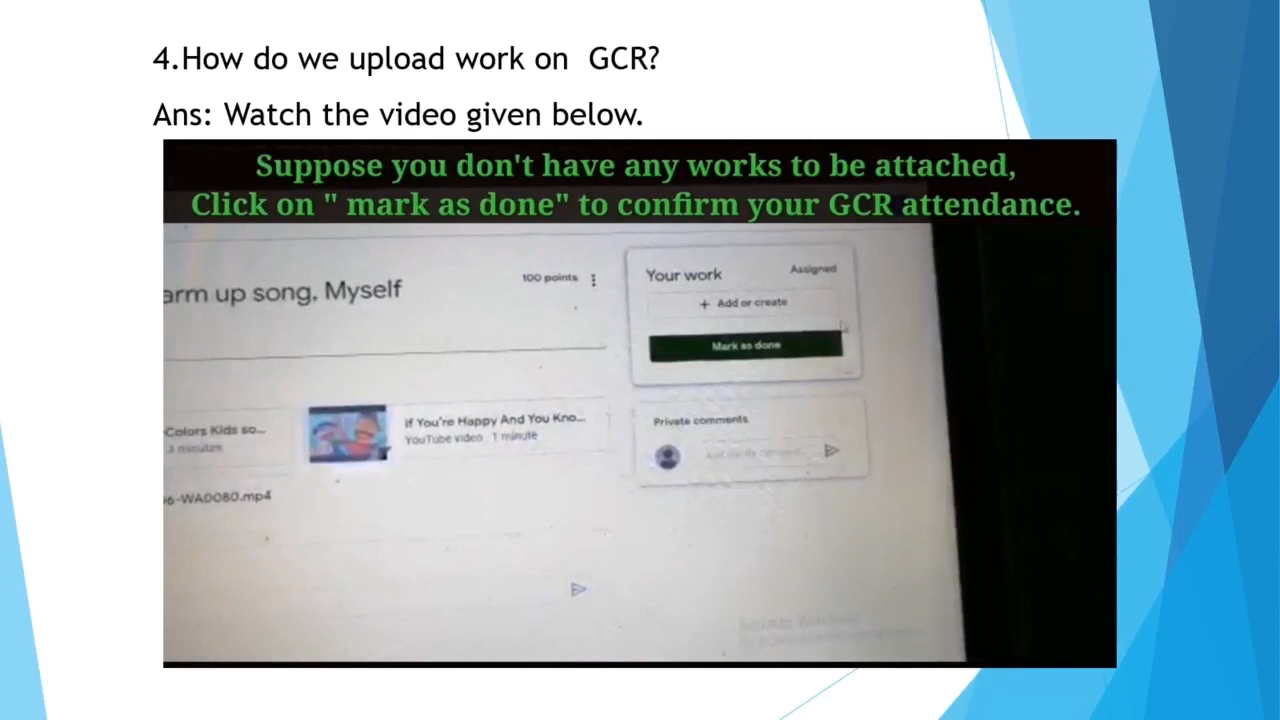 4.How do we upload work on GCR?
Ans: Watch the video given below.
Suppose you don't have any works to be attached,
Click on " mark as done" to confirm your GCR attendance.
arm up song, Myself
100 points
Your work
Assigned
+ Add or create
Mark as done
Colors Kids so...
3 minutes
If You're Happy And You Kno...
YouTube video 1 minute
Private comments
6-WA0080.mp4